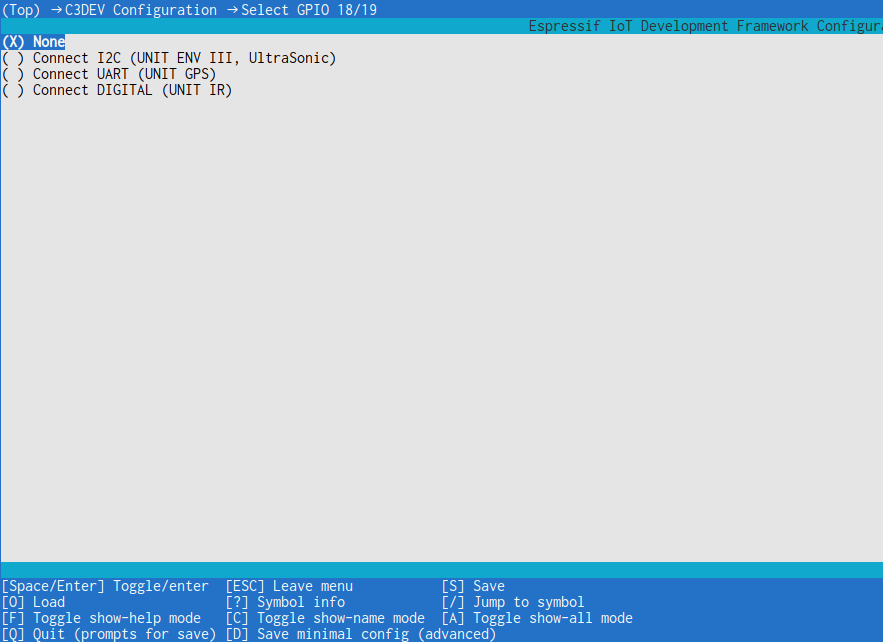 (Top) →C3DEV Configuration →Select GPIO 18/19
Espressif IoT Development Framework Configura
(X) None
( ) Connect I2C (UNIT ENV III, UltraSonic)
( ) Connect UART (UNIT GPS)
( ) Connect DIGITAL (UNIT IR)
[Space/Enter] Toggle/enter [ESC] Leave menu [S] Save
[O] Load [?] Symbol info [/] Jump to symbol
[F] Toggle show-help mode [C] Toggle show-name mode [A] Toggle show-all mode
[Q] Quit (prompts for save) [D] Save minimal config (advanced)